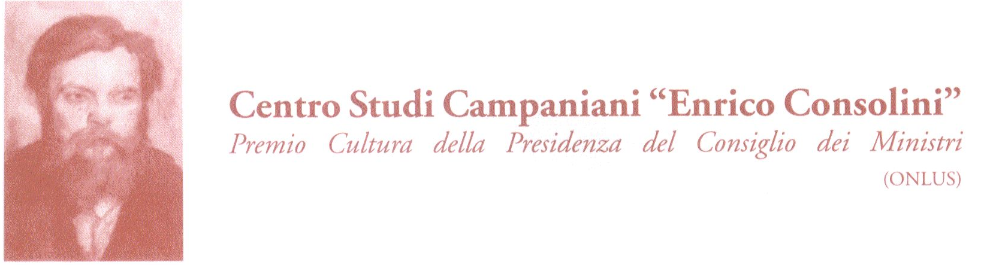 Centro Studi Campaniani “Enrico Consolini”
Premio Cultura della Presidenza del Consiglio dei Ministri
(ONLUS)